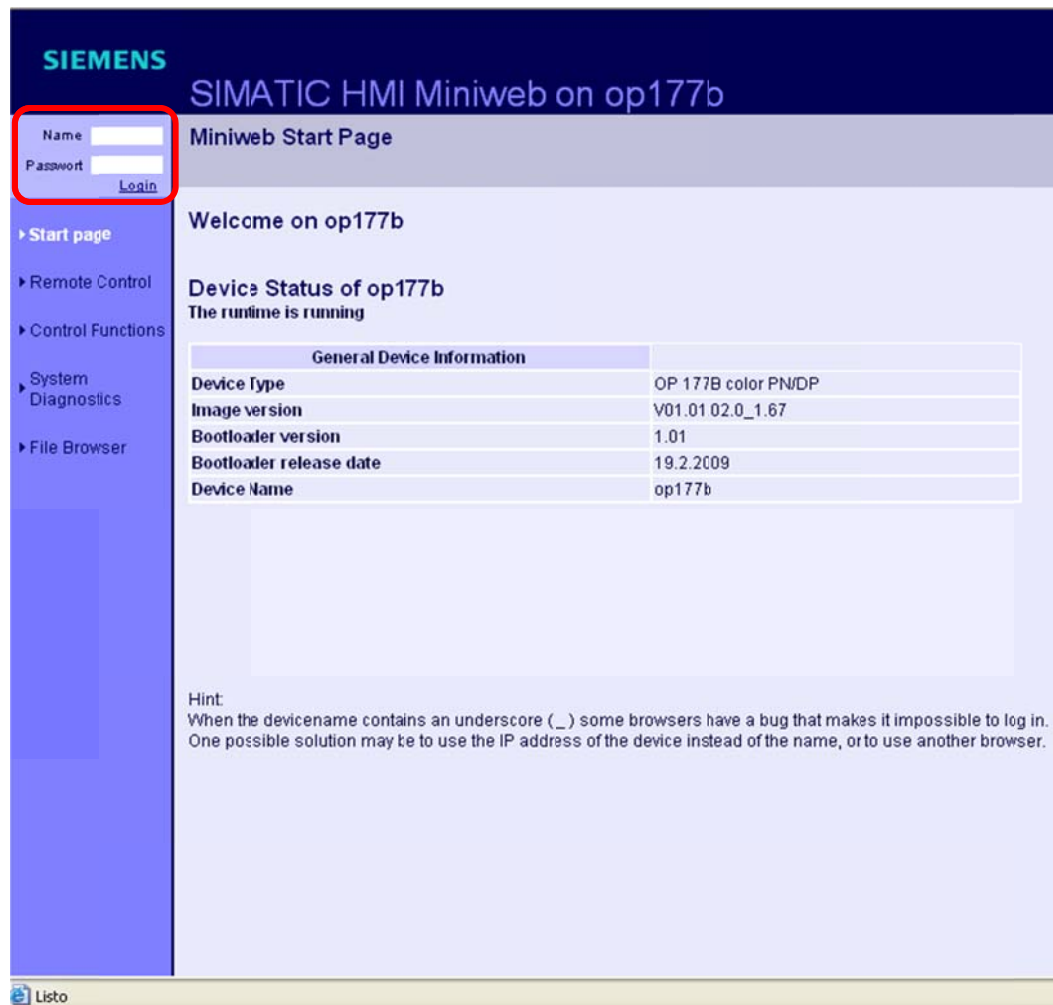 SIEMENS
SIMATIC HMI Miniweb on op177b
Name
Passwort
Login
Miniweb Start Page
Start page
Remote Control
Control Functions
System
Diagnostics
File Browser
Welcome on op177b
Device Status of op177b
The runtime is running
General Device Information
Device Type OP 177B color PN/DP
Image version V01.01 02.0_1.67
Bootloader version 1.01
Bootloader release date 19.2.2009
Device Name op177b
Hint:
When the devicename contains an underscore (_) some browsers have a bug that makes it impossible to log in.
One possible solution may be to use the IP address of the device instead of the name, or to use another browser.
Listo